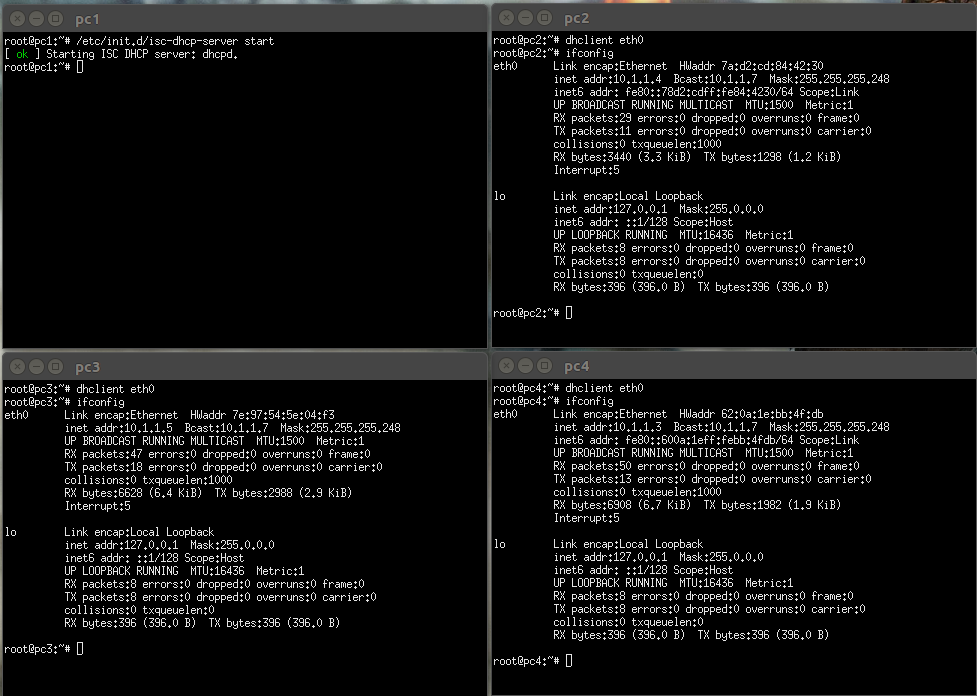 pc1
root@pc1:~# /etc/init.d/isc-dhcp-server start
[ ok ] Starting ISC DHCP server: dhcpd.
root@pc1:~#
pc2
root@pc2:~# dhclient eth0
root@pc2:~# ifconfig
eth0      Link encap:Ethernet  HWaddr 7a:d2:cd:84:42:30
          inet addr:10.1.1.4  Bcast:10.1.1.7  Mask:255.255.255.248
          inet6 addr: fe80::78d2:cdff:fe84:4230/64 Scope:Link
          UP BROADCAST RUNNING MULTICAST  MTU:1500  Metric:1
          RX packets:29 errors:0 dropped:0 overruns:0 frame:0
          TX packets:11 errors:0 dropped:0 overruns:0 carrier:0
          collisions:0 txqueuelen:1000
          RX bytes:3440 (3.3 KiB)  TX bytes:1298 (1.2 KiB)
          Interrupt:5
lo        Link encap:Local Loopback
          inet addr:127.0.0.1  Mask:255.0.0.0
          inet6 addr: ::1/128 Scope:Host
          UP LOOPBACK RUNNING  MTU:16436  Metric:1
          RX packets:8 errors:0 dropped:0 overruns:0 frame:0
          TX packets:8 errors:0 dropped:0 overruns:0 carrier:0
          collisions:0 txqueuelen:0
          RX bytes:396 (396.0 B)  TX bytes:396 (396.0 B)
root@pc2:~#
pc3
root@pc3:~# dhclient eth0
root@pc3:~# ifconfig
eth0      Link encap:Ethernet  HWaddr 7e:97:54:5e:04:f3
          inet addr:10.1.1.5  Bcast:10.1.1.7  Mask:255.255.255.248
          UP BROADCAST RUNNING MULTICAST  MTU:1500  Metric:1
          RX packets:47 errors:0 dropped:0 overruns:0 frame:0
          TX packets:18 errors:0 dropped:0 overruns:0 carrier:0
          collisions:0 txqueuelen:1000
          RX bytes:6628 (6.4 KiB)  TX bytes:2988 (2.9 KiB)
          Interrupt:5
lo        Link encap:Local Loopback
          inet addr:127.0.0.1  Mask:255.0.0.0
          inet6 addr: ::1/128 Scope:Host
          UP LOOPBACK RUNNING  MTU:16436  Metric:1
          RX packets:8 errors:0 dropped:0 overruns:0 frame:0
          TX packets:8 errors:0 dropped:0 overruns:0 carrier:0
          collisions:0 txqueuelen:0
          RX bytes:396 (396.0 B)  TX bytes:396 (396.0 B)
root@pc3:~#
pc4
root@pc4:~# dhclient eth0
root@pc4:~# ifconfig
eth0      Link encap:Ethernet  HWaddr 62:0a:1e:bb:4f:db
          inet addr:10.1.1.3  Bcast:10.1.1.7  Mask:255.255.255.248
          inet6 addr: fe80::600a:1eff:febb:4fdb/64 Scope:Link
          UP BROADCAST RUNNING MULTICAST  MTU:1500  Metric:1
          RX packets:50 errors:0 dropped:0 overruns:0 frame:0
          TX packets:13 errors:0 dropped:0 overruns:0 carrier:0
          collisions:0 txqueuelen:1000
          RX bytes:6908 (6.7 KiB)  TX bytes:1982 (1.9 KiB)
          Interrupt:5
lo        Link encap:Local Loopback
          inet addr:127.0.0.1  Mask:255.0.0.0
          inet6 addr: ::1/128 Scope:Host
          UP LOOPBACK RUNNING  MTU:16436  Metric:1
          RX packets:8 errors:0 dropped:0 overruns:0 frame:0
          TX packets:8 errors:0 dropped:0 overruns:0 carrier:0
          collisions:0 txqueuelen:0
          RX bytes:396 (396.0 B)  TX bytes:396 (396.0 B)
root@pc4:~#